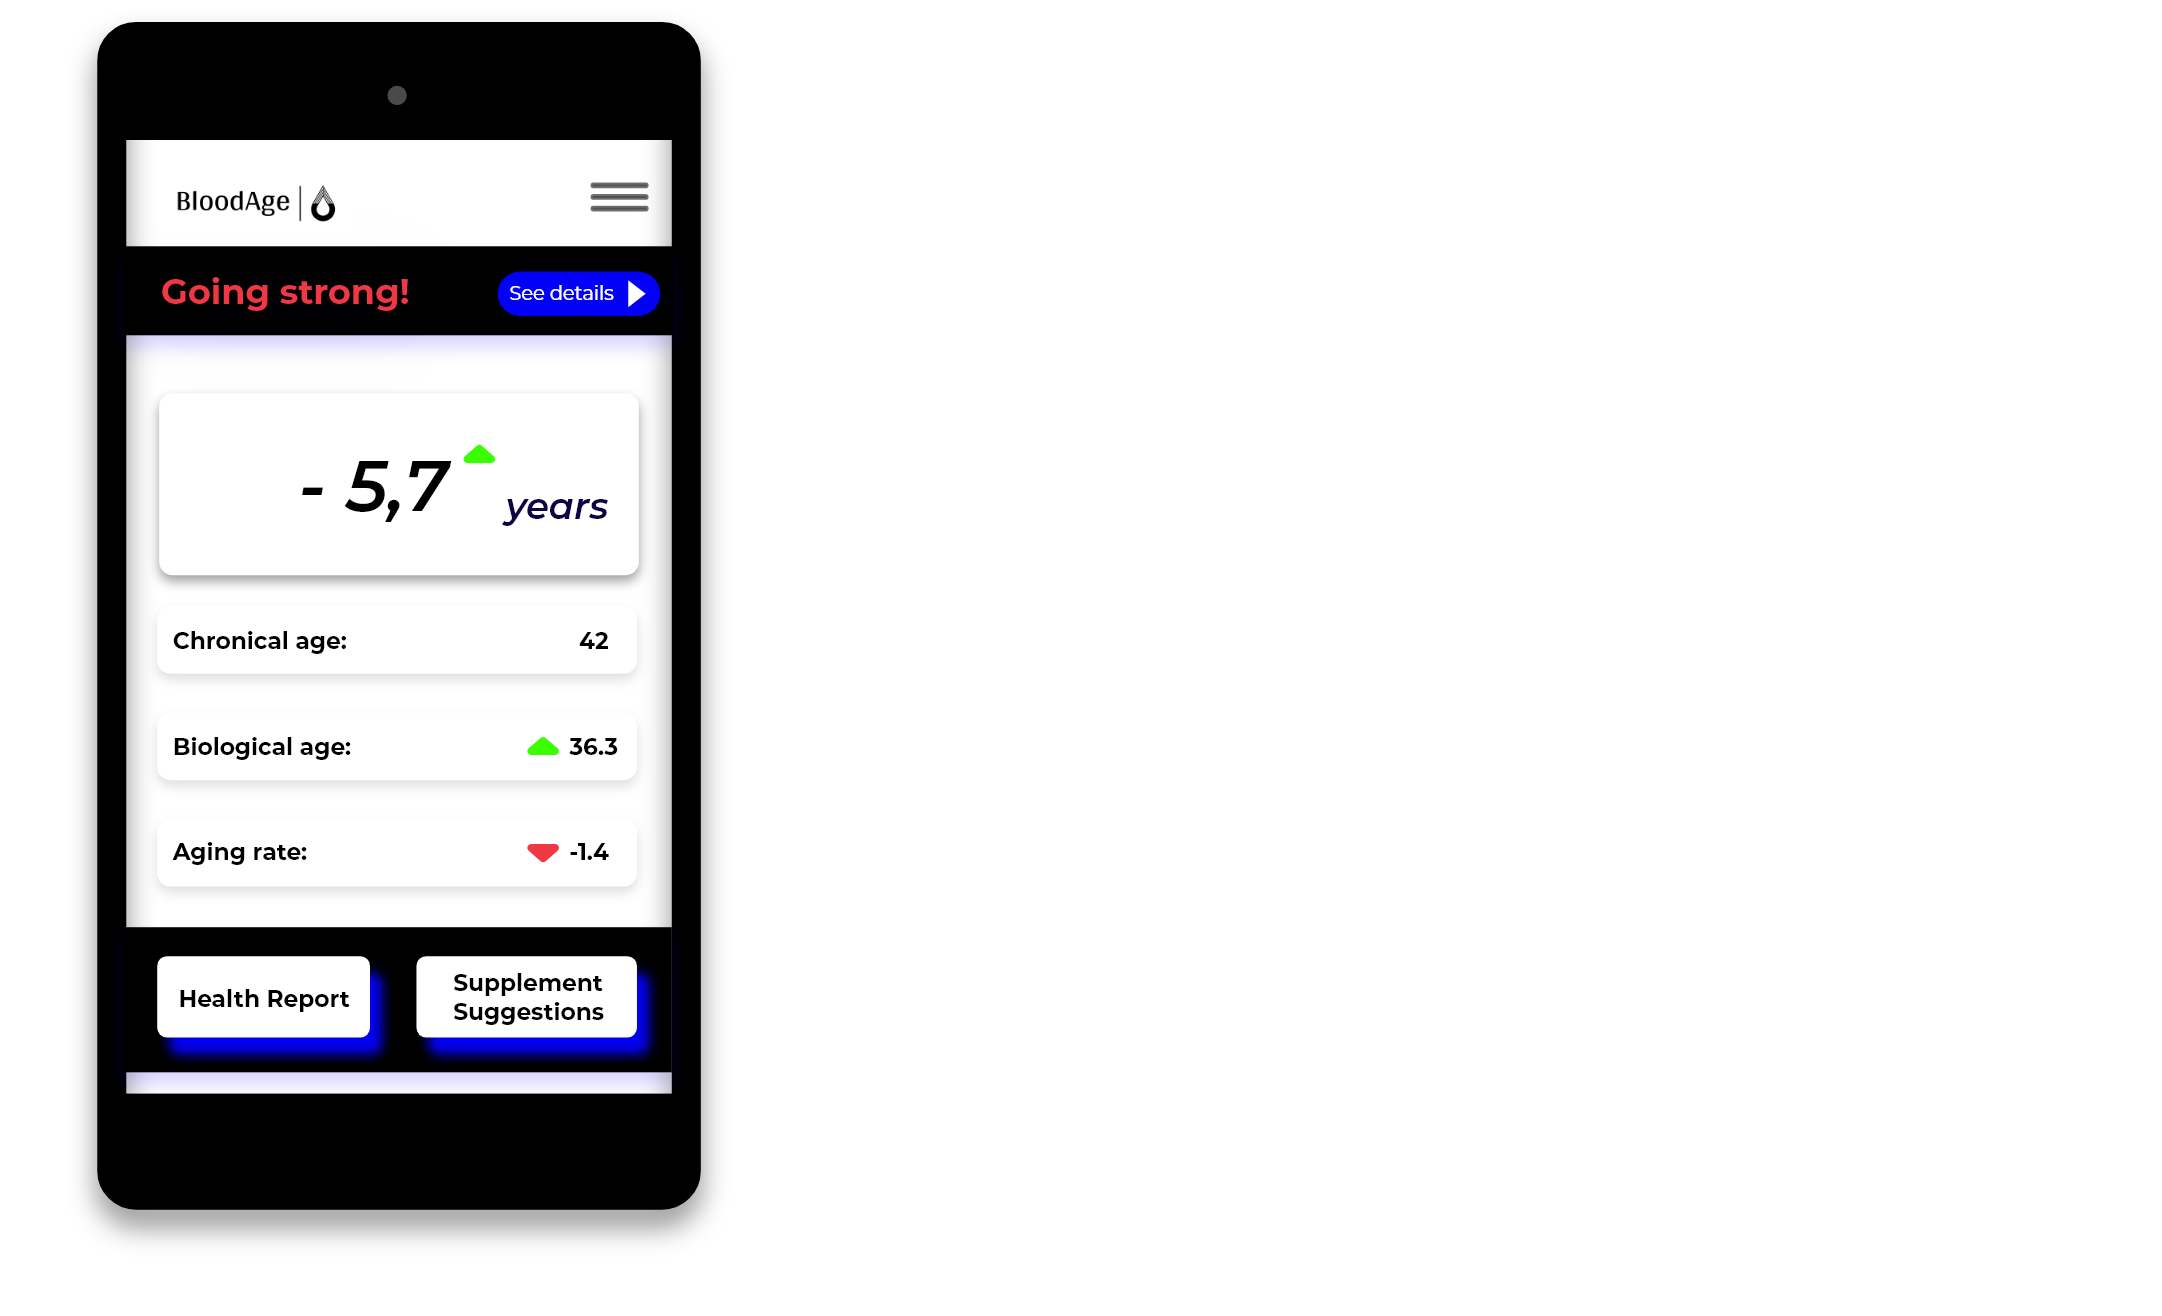 BloodAge
Going strong!
See details
- 5,7 years
Chronical age: 42
Biological age: 36.3
Aging rate: -1.4
Health Report
Supplement
Suggestions